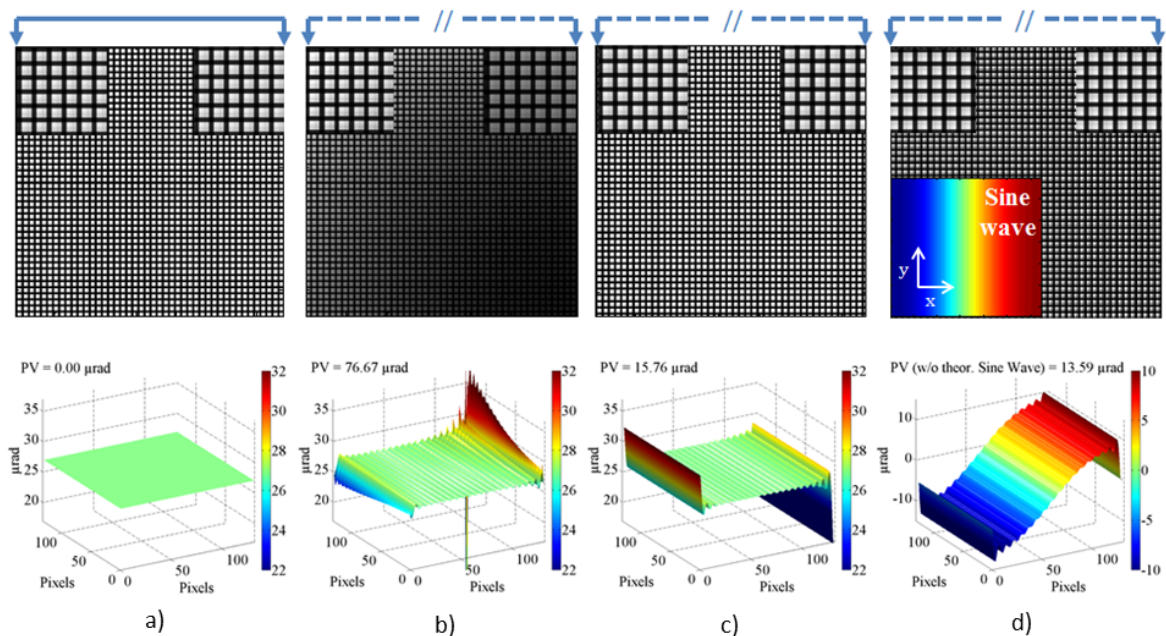 // // //
Sine
wave
y
x
PV = 0.00 μrad
35
30
25
20
μrad
100
50
0
Pixels
0
50
100
Pixels
32
30
28
26
24
22
PV = 76.67 μrad
35
30
25
20
μrad
100
50
0
Pixels
0
50
100
Pixels
32
30
28
26
24
22
PV = 15.76 μrad
35
30
25
20
μrad
100
50
0
Pixels
0
50
100
Pixels
32
30
28
26
24
22
PV (w/o theor. Sine Wave) = 13.59 μrad
10
0
-10
μrad
100
50
0
Pixels
0
50
100
Pixels
10
5
0
-5
-10
a) b) c) d)